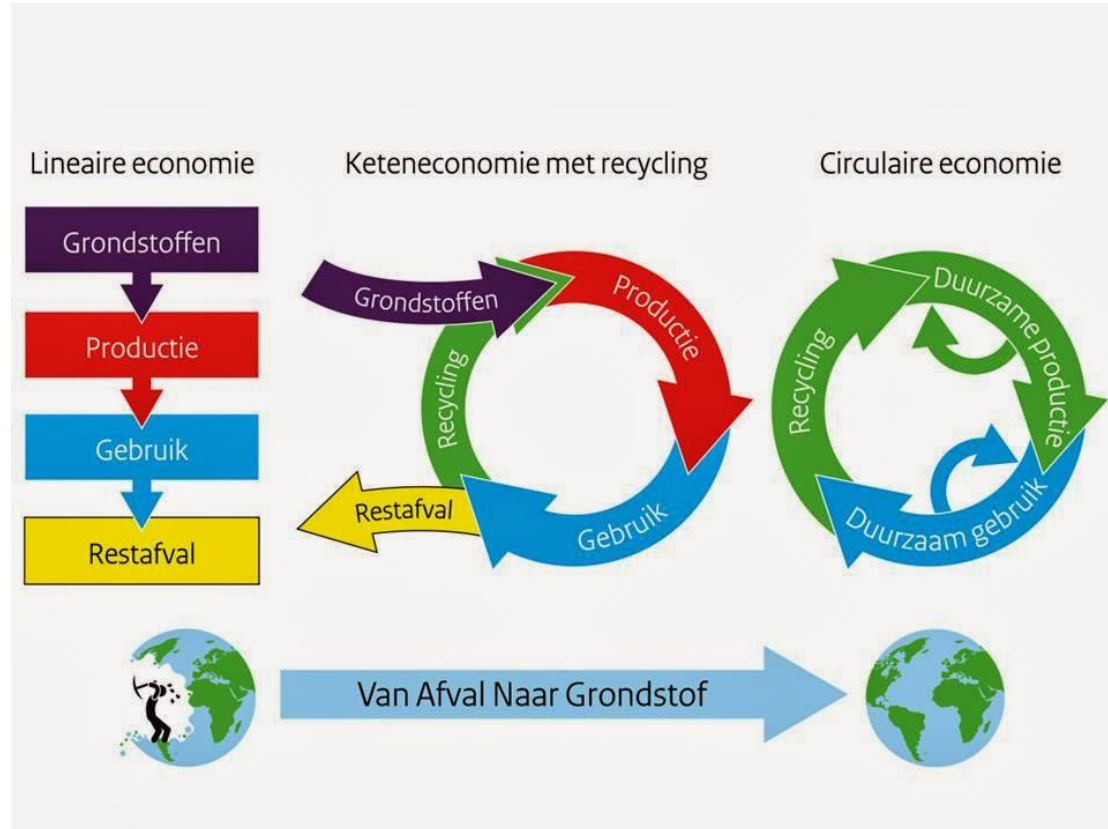 Lineaire economie
Grondstoffen
Productie
Gebruik
Restafval
Keteneconomie met recycling
Grondstoffen
Productie
Gebruik
Recycling
Restafval
Circulaire economie
Duurzame productie
Duurzaam gebruik
Recycling
Van Afval Naar Grondstof